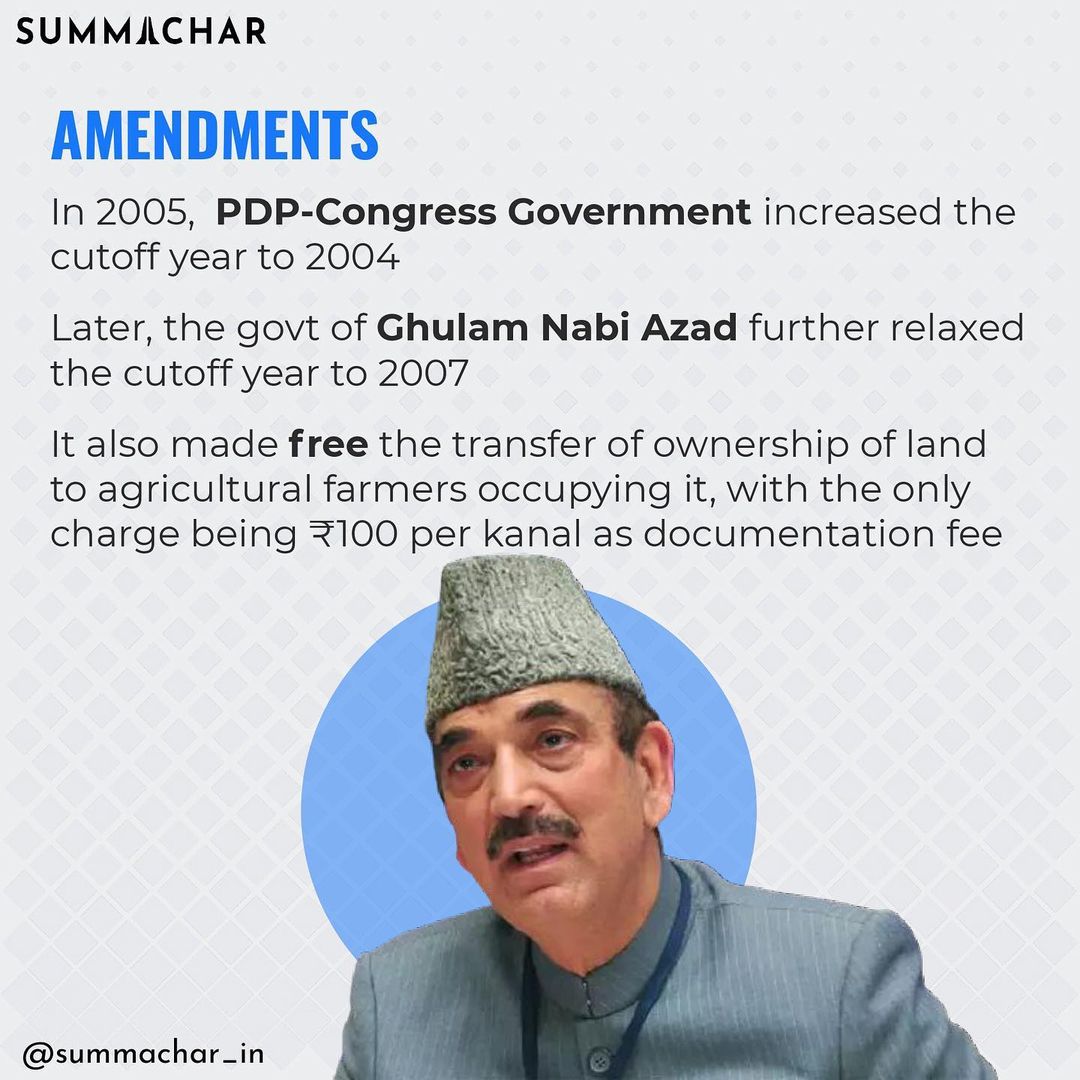 SUMMACHAR
AMENDMENTS
In 2005, PDP-Congress Government increased the
cutoff year to 2004
Later, the govt of Ghulam Nabi Azad further relaxed
the cutoff year to 2007
It also made free the transfer of ownership of land
to agricultural farmers occupying it, with the only
charge being ₹100 per kanal as documentation fee
@summachar_in